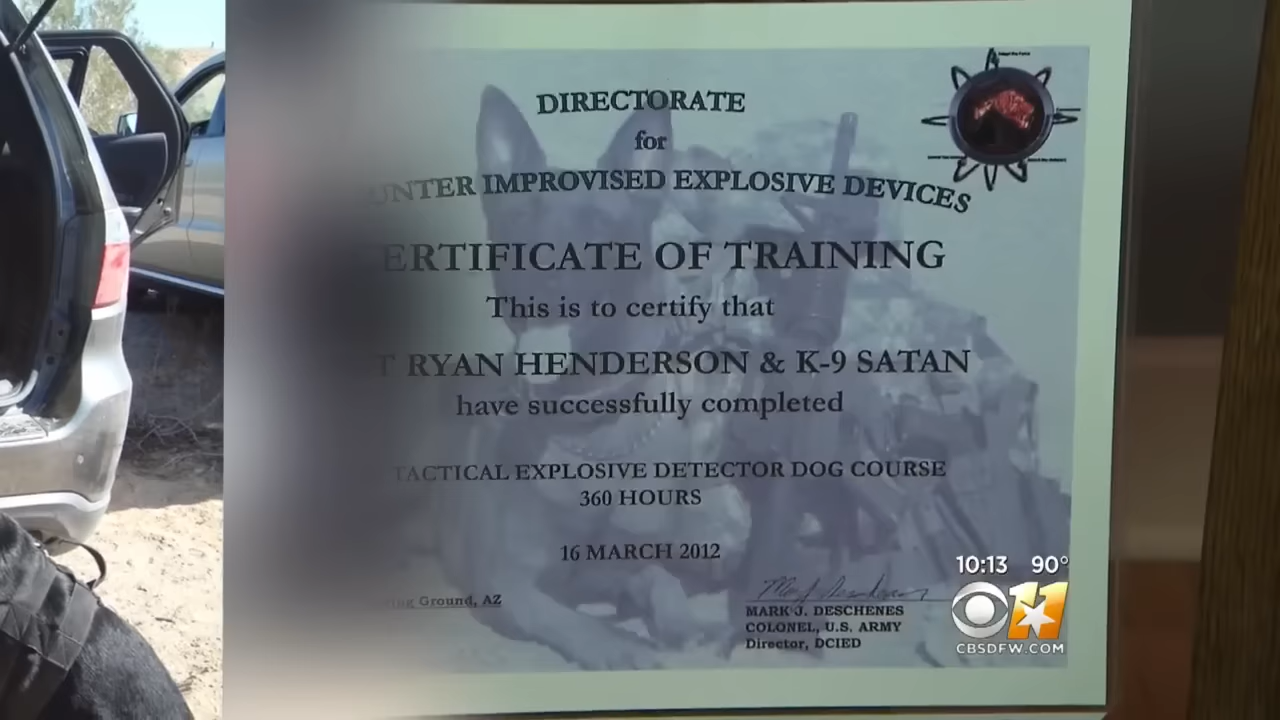 DIRECTORATE
for
UNTER IMPROVISED EXPLOSIVE DEVICES
ERTIFICATE OF TRAINING
This is to certify that
T RYAN HENDERSON & K-9 SATAN
have successfully completed
TACTICAL EXPLOSIVE DETECTOR DOG COURSE
360 HOURS
16 MARCH 2012
ing Ground, AZ
MARK J. DESCHENES
COLONEL, U.S. ARMY
Director, DCIED
10:13 90°
11
CBSDFW.COM